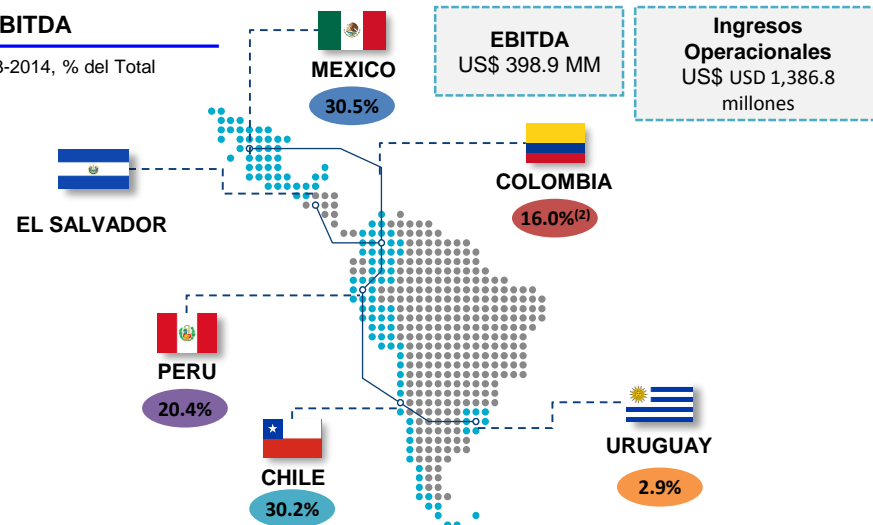 BITDA
-2014, % del Total
MEXICO
30.5%
EBITDA
US$ 398.9 MM
Ingresos
Operacionales
US$ USD 1,386.8
millones
COLOMBIA
16.0%(2)
EL SALVADOR
PERU
20.4%
CHILE
30.2%
URUGUAY
2.9%